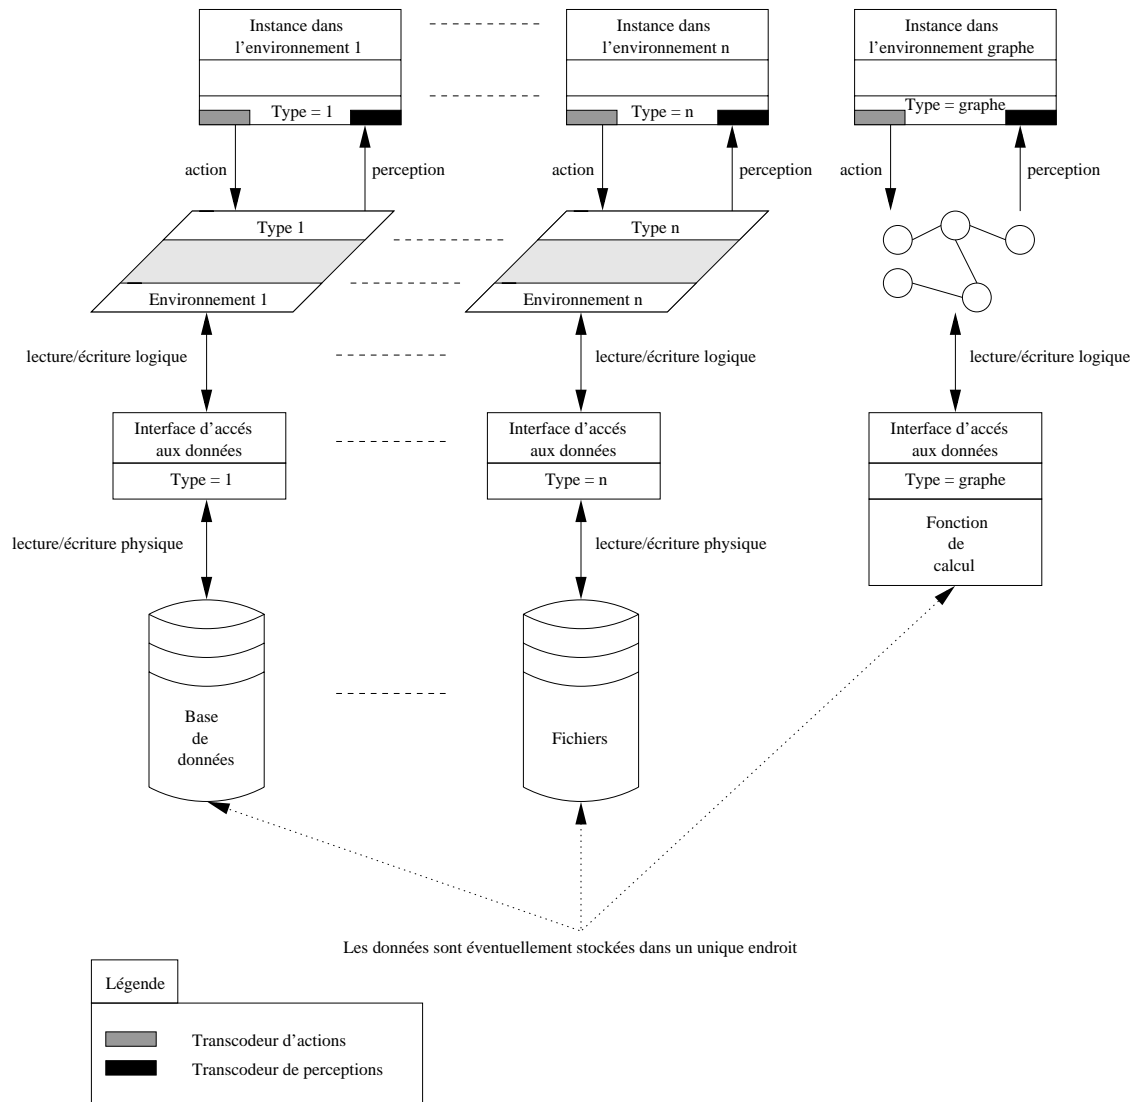 Instance dans
l'environnement 1
Type = 1
Instance dans
l'environnement n
Type = n
Instance dans
l'environnement graphe
Type = graphe
action
perception
action
perception
action
perception
Type 1
Environnement 1
Type n
Environnement n
lecture/écriture logique
lecture/écriture logique
lecture/écriture logique
Interface d'accés
aux données
Type = 1
Interface d'accés
aux données
Type = n
Interface d'accés
aux données
Type = graphe
Fonction
de
calcul
lecture/écriture physique
lecture/écriture physique
Base
de
données
Fichiers
Les données sont éventuellement stockées dans un unique endroit
Légende
Transcodeur d'actions
Transcodeur de perceptions